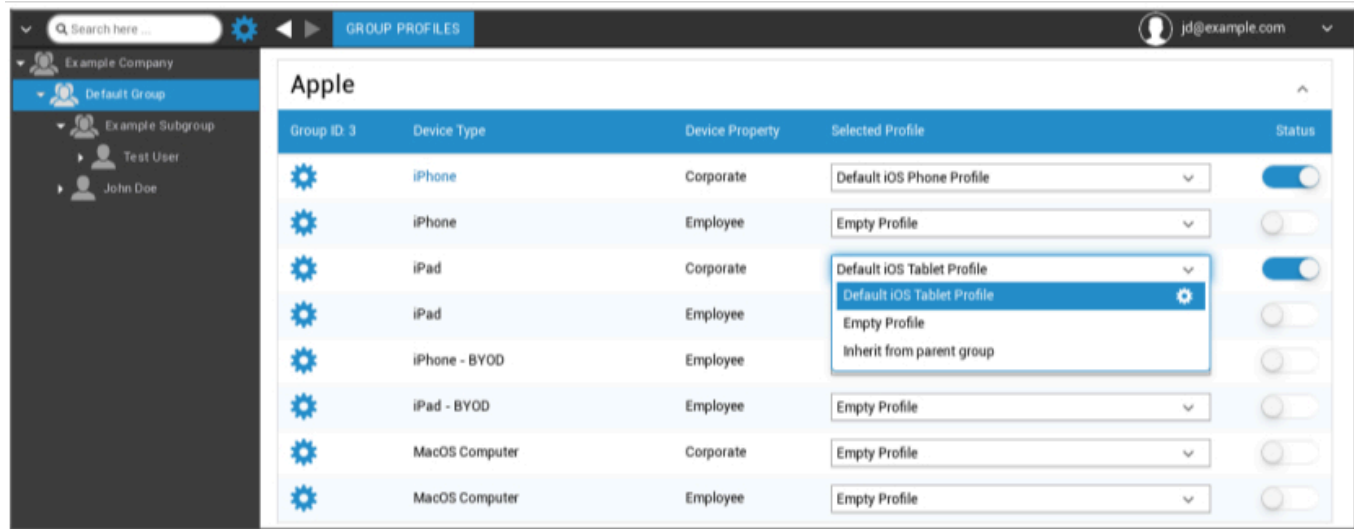 Search here ...
GROUP PROFILES
jd@example.com
Example Company
Default Group
Example Subgroup
Test User
John Doe
Apple
Group ID: 3 Device Type Device Property Selected Profile Status
iPhone Corporate Default iOS Phone Profile
iPhone Employee Empty Profile
iPad Corporate Default iOS Tablet Profile
Default iOS Tablet Profile
iPad Employee
Empty Profile
Inherit from parent group
iPhone - BYOD Employee
iPad - BYOD Employee Empty Profile
MacOS Computer Corporate Empty Profile
MacOS Computer Employee Empty Profile